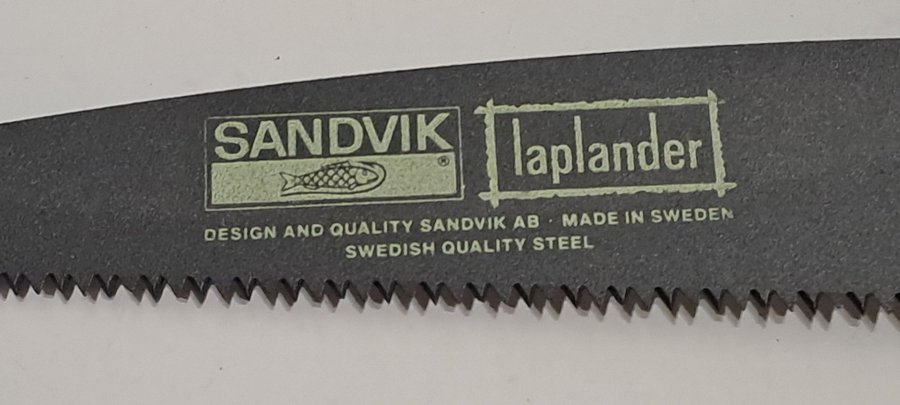 SANDVIK®
laplander
DESIGN AND QUALITY SANDVIK AB · MADE IN SWEDEN
SWEDISH QUALITY STEEL